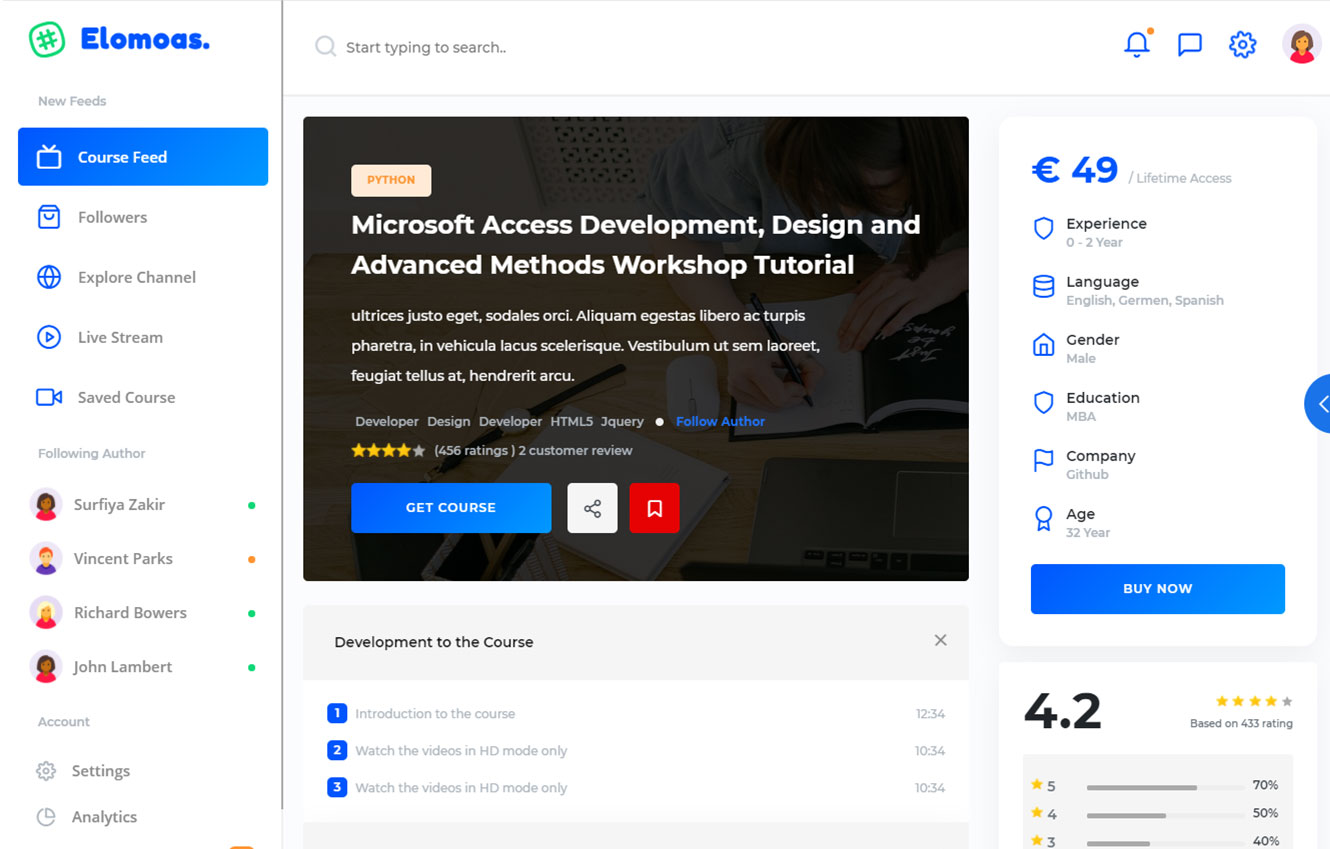 Elomoas.
Start typing to search..
New Feeds
Course Feed
Followers
Explore Channel
Live Stream
Saved Course
Following Author
Surfiya Zakir
Vincent Parks
Richard Bowers
John Lambert
Account
Settings
Analytics
PYTHON
Microsoft Access Development, Design and
Advanced Methods Workshop Tutorial
ultrices justo eget, sodales orci. Aliquam egestas libero ac turpis
pharetra, in vehicula lacus scelerisque. Vestibulum ut sem laoreet,
feugiat tellus at, hendrerit arcu.
Developer Design Developer HTML5 Jquery Follow Author
(456 ratings ) 2 customer review
GET COURSE
Development to the Course
1 Introduction to the course 12:34
2 Watch the videos in HD mode only 10:34
3 Watch the videos in HD mode only 10:34
€ 49 / Lifetime Access
Experience
0 - 2 Year
Language
English, Germen, Spanish
Gender
Male
Education
MBA
Company
Github
Age
32 Year
BUY NOW
4.2
Based on 433 rating
5 70%
4 50%
3 40%